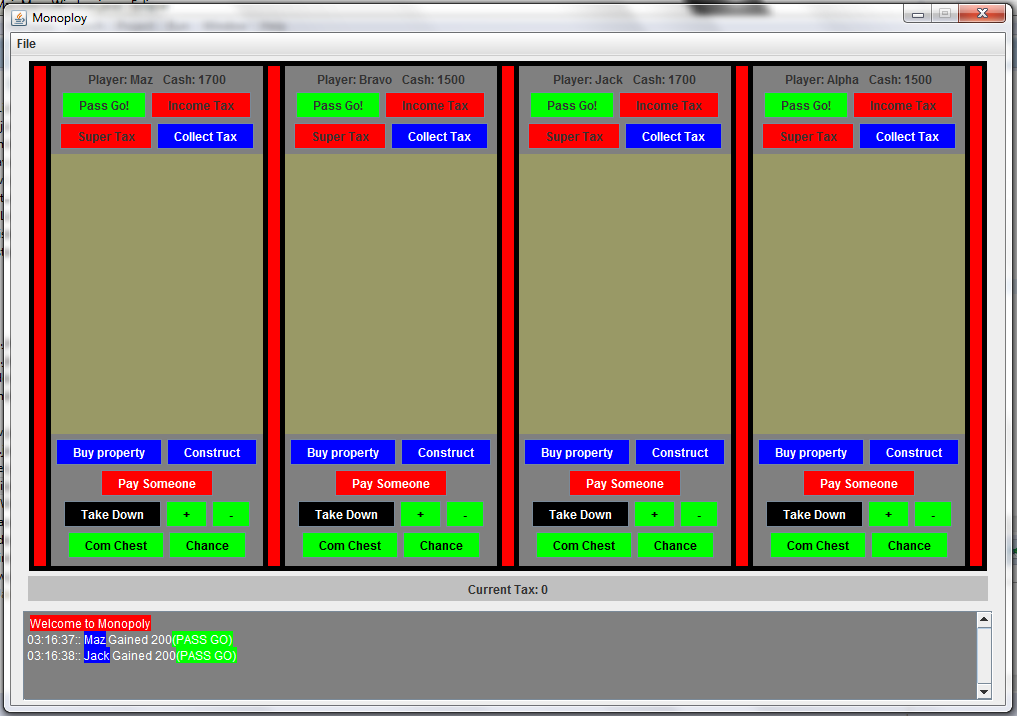 Monoploy
File
Player: Maz Cash: 1700 Player: Bravo Cash: 1500 Player: Jack Cash: 1700 Player: Alpha Cash: 1500
Pass Go! Income Tax Pass Go! Income Tax Pass Go! Income Tax Pass Go! Income Tax
Super Tax Collect Tax Super Tax Collect Tax Super Tax Collect Tax Super Tax Collect Tax
Buy property Construct Buy property Construct Buy property Construct Buy property Construct
Pay Someone Pay Someone Pay Someone Pay Someone
Take Down + - Take Down + - Take Down + - Take Down + -
Com Chest Chance Com Chest Chance Com Chest Chance Com Chest Chance
Current Tax: 0
Welcome to Monopoly
03:16:37:: Maz Gained 200(PASS GO)
03:16:38:: Jack Gained 200(PASS GO)